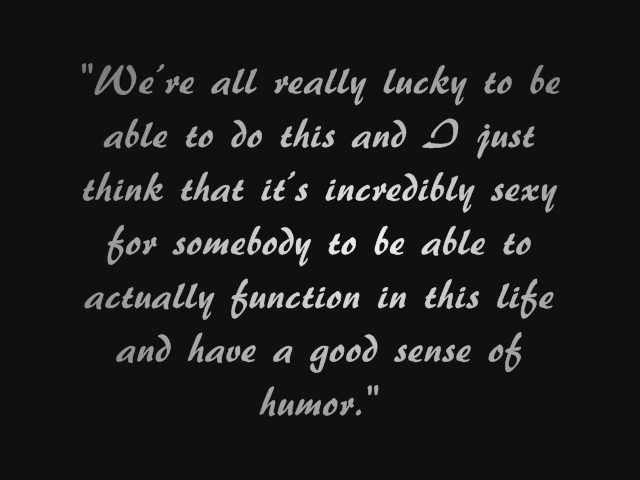 "We're all really lucky to be
able to do this and I just
think that it's incredibly sexy
for somebody to be able to
actually function in this life
and have a good sense of
humor."